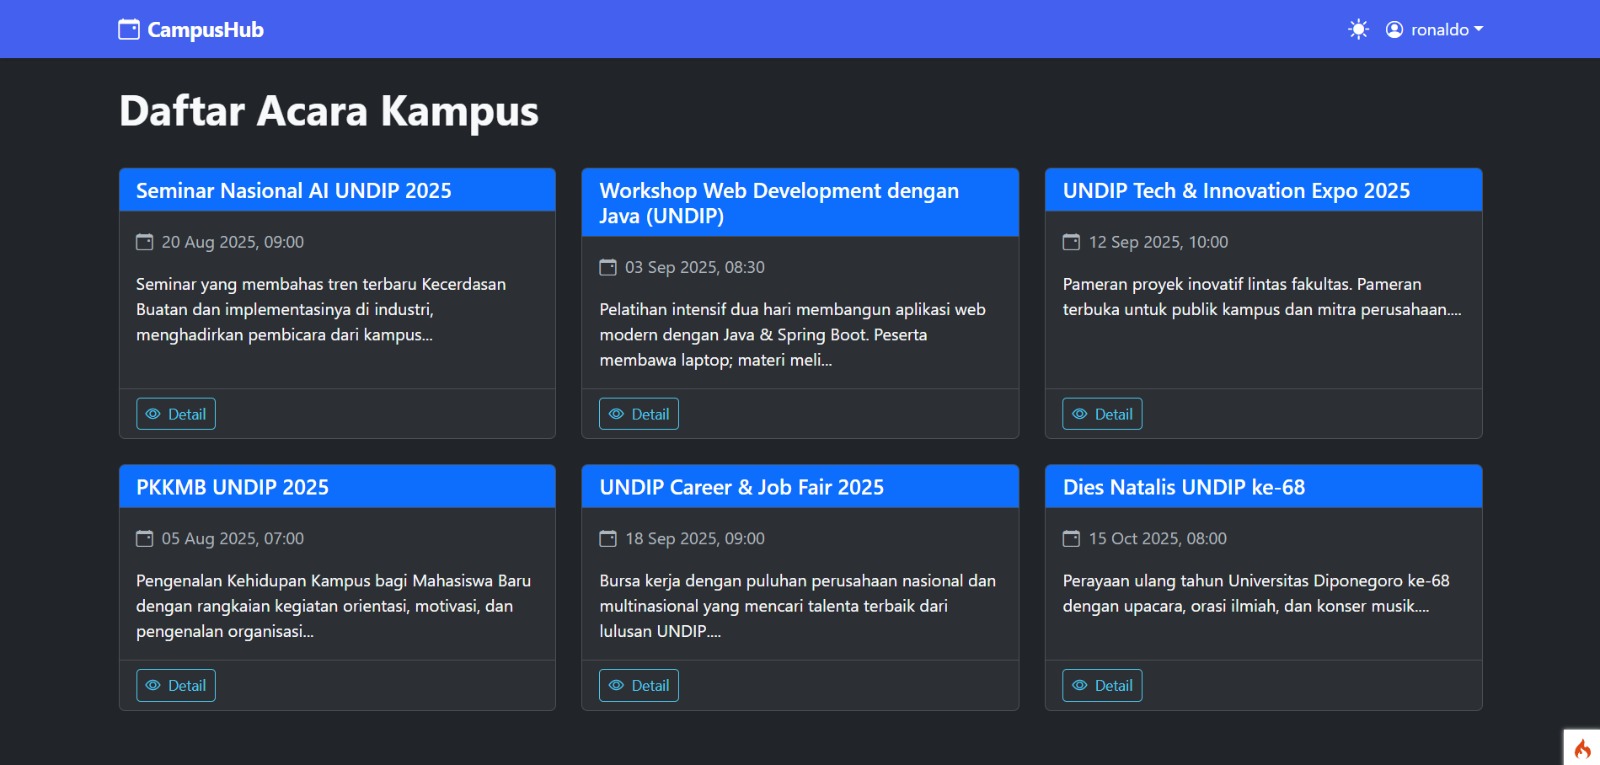 CampusHub
ronaldo
Daftar Acara Kampus
Seminar Nasional AI UNDIP 2025
20 Aug 2025, 09:00
Seminar yang membahas tren terbaru Kecerdasan
Buatan dan implementasinya di industri,
menghadirkan pembicara dari kampus...
Detail
Workshop Web Development dengan
Java (UNDIP)
03 Sep 2025, 08:30
Pelatihan intensif dua hari membangun aplikasi web
modern dengan Java & Spring Boot. Peserta
membawa laptop; materi meli...
Detail
UNDIP Tech & Innovation Expo 2025
12 Sep 2025, 10:00
Pameran proyek inovatif lintas fakultas. Pameran
terbuka untuk publik kampus dan mitra perusahaan....
Detail
PKKMB UNDIP 2025
05 Aug 2025, 07:00
Pengenalan Kehidupan Kampus bagi Mahasiswa Baru
dengan rangkaian kegiatan orientasi, motivasi, dan
pengenalan organisasi...
Detail
UNDIP Career & Job Fair 2025
18 Sep 2025, 09:00
Bursa kerja dengan puluhan perusahaan nasional dan
multinasional yang mencari talenta terbaik dari
lulusan UNDIP....
Detail
Dies Natalis UNDIP ke-68
15 Oct 2025, 08:00
Perayaan ulang tahun Universitas Diponegoro ke-68
dengan upacara, orasi ilmiah, dan konser musik....
Detail